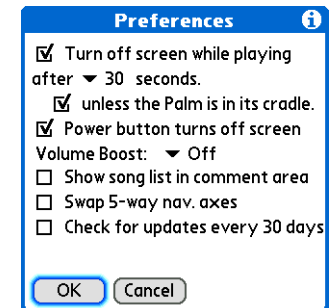 Preferences
Turn off screen while playing
after 30 seconds.
unless the Palm is in its cradle.
Power button turns off screen
Volume Boost: Off
Show song list in comment area
Swap 5-way nav. axes
Check for updates every 30 days
OK Cancel